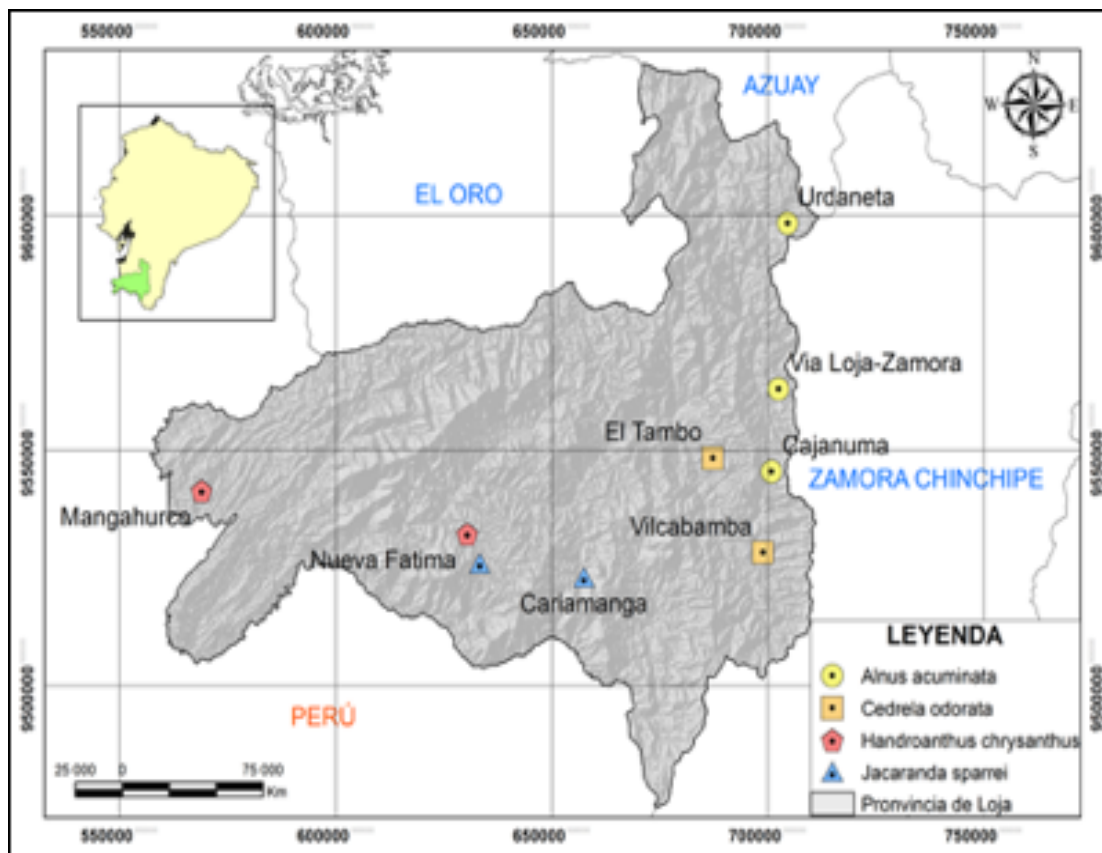 550000 600000 650000 700000 750000
AZUAY
N
W E
S
EL ORO
Urdaneta
9600000 9600000
Via Loja-Zamora
El Tambo
Cajanuma
9550000 9550000
ZAMORA CHINCHIPE
Mangahurco
Vilcabamba
Nueva Fatima
Cariamanga
LEYENDA
Alnus acuminata
Cedrela odorata
Handroanthus chrysanthus
Jacaranda sparrei
Pronvincia de Loja
9500000 9500000
PERÚ
25 000 0 75 000
Km
550000 600000 650000 700000 750000